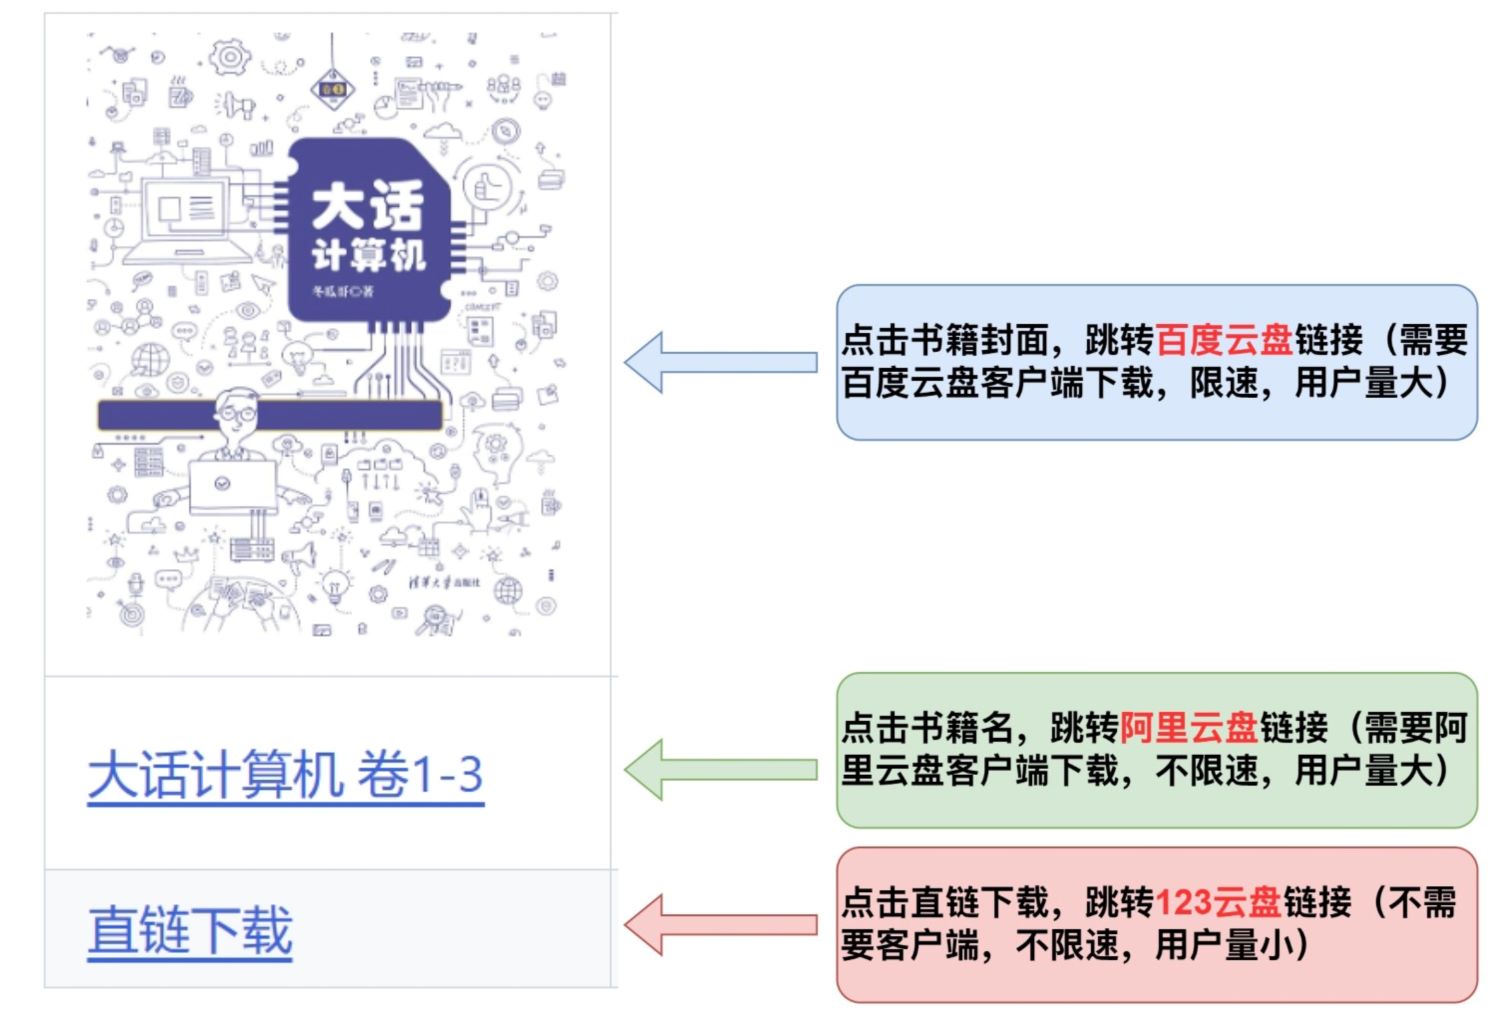 大话
计算机
冬瓜哥◎著
CONCEPT
清华大学出版社
点击书籍封面，跳转百度云盘链接（需要
百度云盘客户端下载，限速，用户量大）
大话计算机 卷1-3
点击书籍名，跳转阿里云盘链接（需要阿
里云盘客户端下载，不限速，用户量大）
直链下载
点击直链下载，跳转123云盘链接（不需
要客户端，不限速，用户量小）